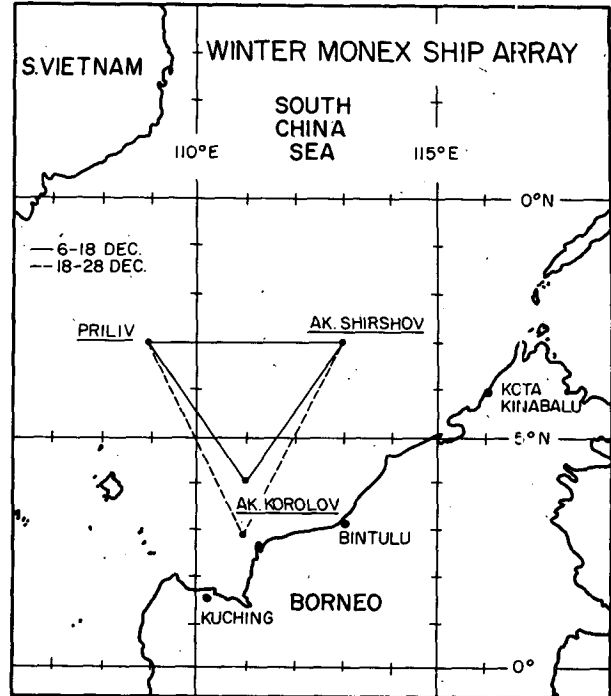 S. VIETNAM
WINTER MONEX SHIP ARRAY
SOUTH
CHINA
SEA
110°E
115°E
0°N
6-18 DEC.
18-28 DEC.
PRILIV
AK. SHIRSHOV
KOTA
KINABALU
5°N
AK. KOROLOV
BINTULU
KUCHING
BORNEO
0°